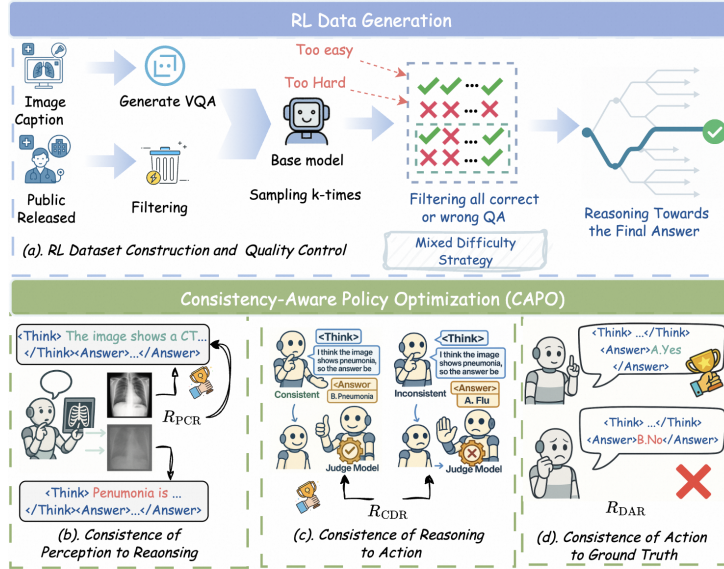 RL Data Generation
Too easy
Too Hard
Image
Caption
Generate VQA
Public
Released
Filtering
Base model
Sampling k-times
Filtering all correct
or wrong QA
Mixed Difficulty
Strategy
Reasoning Towards
the Final Answer
(a). RL Dataset Construction and Quality Control
Consistency-Aware Policy Optimization (CAPO)
<Think> The image shows a CT...
</Think><Answer>...</Answer>
R_PCR
<Think> Penumonia is ...
</Think><Answer>...</Answer>
(b). Consistence of
Perception to Reaonsing
<Think>
I think the image
shows pneumonia,
so the answer be
Consistent
<Answor
B. Pneumonia
Judge Model
<Think>
I think the image
shows pneumonia,
so the answer be
Inconsistent
<Answer>
A. Flu
Judge Model
R_CDR
(c). Consistence of Reasoning
to Action
<Think> ...</Think>
<Answer>A.Yes
</Answer>
<Think> ...</Think>
<Answer>B.No</Answer>
R_DAR
(d). Consistence of Action
to Ground Truth